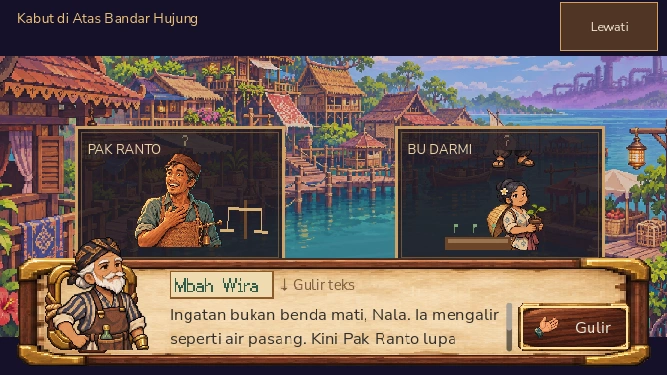 Kabut di Atas Bandar Hujung
Lewati
PAK RANTO
BU DARMI
Mbah Wira
↓ Gulir teks
Ingatan bukan benda mati, Nala. Ia mengalir
seperti air pasang. Kini Pak Ranto lupa
Gulir